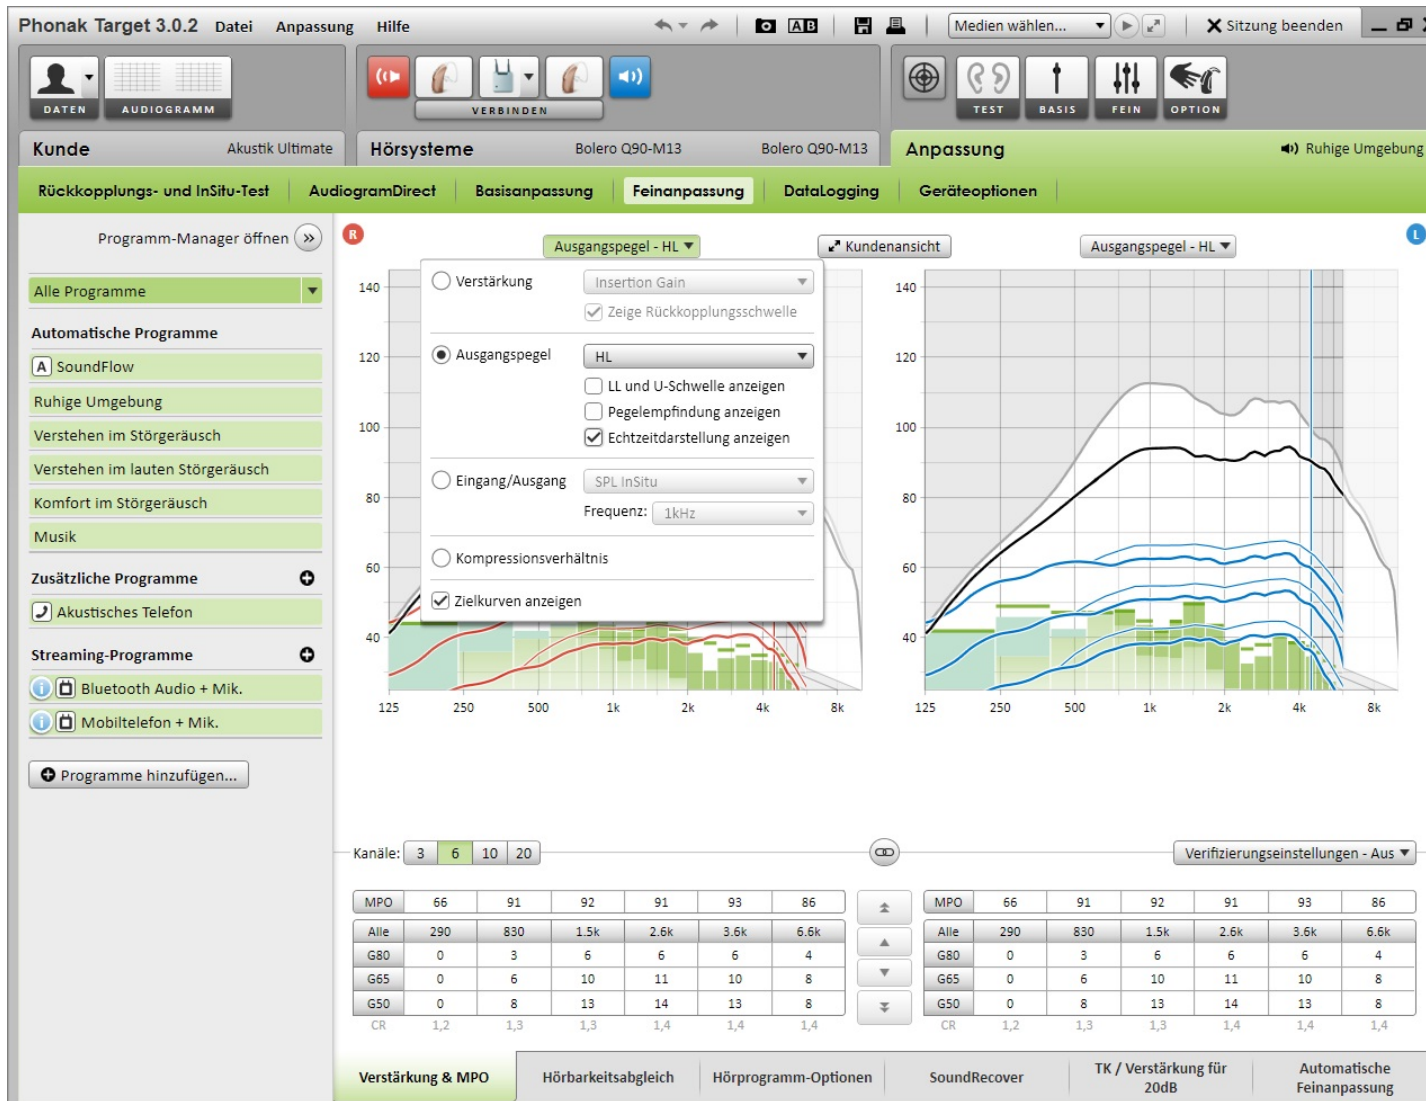 Phonak Target 3.0.2 Datei Anpassung Hilfe AB Medien wählen... Sitzung beenden
DATEN AUDIOGRAMM VERBINDEN TEST BASIS FEIN OPTION
Kunde Akustik Ultimate Hörsysteme Bolero Q90-M13 Bolero Q90-M13 Anpassung Ruhige Umgebung
Rückkopplungs- und InSitu-Test AudiogramDirect Basisanpassung Feinanpassung DataLogging Geräteoptionen
Programm-Manager öffnen
Alle Programme
Automatische Programme
A SoundFlow
Ruhige Umgebung
Verstehen im Störgeräusch
Verstehen im lauten Störgeräusch
Komfort im Störgeräusch
Musik
Zusätzliche Programme
Akustisches Telefon
Streaming-Programme
i Bluetooth Audio + Mik.
i Mobiltelefon + Mik.
Programme hinzufügen...
R Ausgangspegel - HL Kundenansicht Ausgangspegel - HL L
Verstärkung Insertion Gain
Zeige Rückkopplungsschwelle
Ausgangspegel HL
LL und U-Schwelle anzeigen
Pegelempfindung anzeigen
Echtzeitdarstellung anzeigen
Eingang/Ausgang SPL InSitu
Frequenz: 1kHz
Kompressionsverhältnis
Zielkurven anzeigen
140
120
100
80
60
40
125 250 500 1k 2k 4k 8k
140
120
100
80
60
40
125 250 500 1k 2k 4k 8k
Kanäle: 3 6 10 20 Verifizierungseinstellungen - Aus
MPO 66 91 92 91 93 86
Alle 290 830 1.5k 2.6k 3.6k 6.6k
G80 0 3 6 6 6 4
G65 0 6 10 11 10 8
G50 0 8 13 14 13 8
CR 1,2 1,3 1,3 1,4 1,4 1,4
MPO 66 91 92 91 93 86
Alle 290 830 1.5k 2.6k 3.6k 6.6k
G80 0 3 6 6 6 4
G65 0 6 10 11 10 8
G50 0 8 13 14 13 8
CR 1,2 1,3 1,3 1,4 1,4 1,4
Verstärkung & MPO Hörbarkeitsabgleich Hörprogramm-Optionen SoundRecover TK / Verstärkung für
20dB Automatische
Feinanpassung